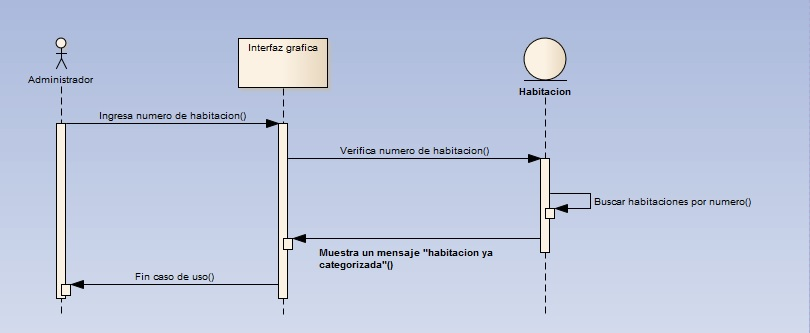 Interfaz grafica
Administrador
Habitacion
Ingresa numero de habitacion()
Verifica numero de habitacion()
Buscar habitaciones por numero()
Muestra un mensaje "habitacion ya
categorizada"()
Fin caso de uso()